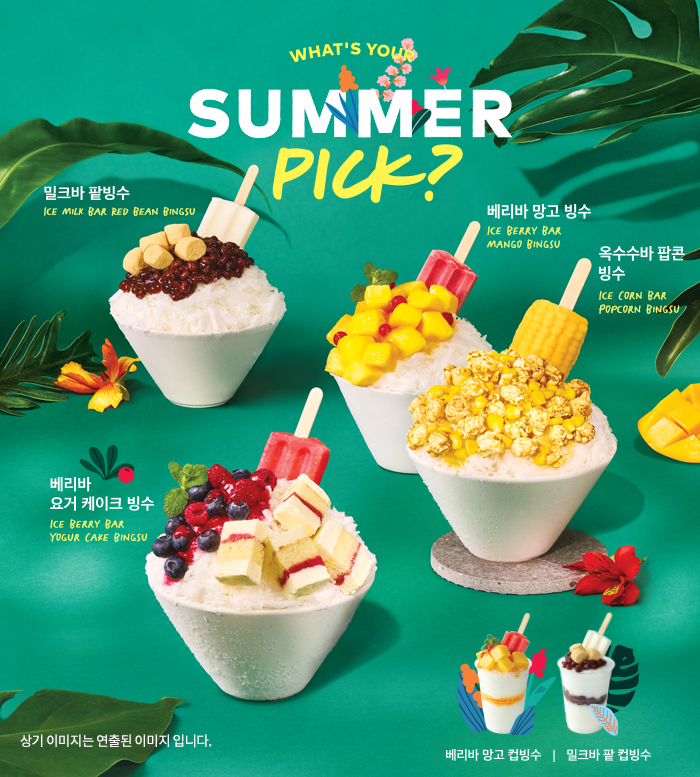 WHAT'S YOUR
SUMMER
PICK?
밀크바 팥빙수
ICE MILK BAR RED BEAN BINGSU
베리바 망고 빙수
ICE BERRY BAR
MANGO BINGSU
옥수수바 팝콘
빙수
ICE CORN BAR
POPCORN BINGSU
베리바
요거 케이크 빙수
ICE BERRY BAR
YOGUR CAKE BINGSU
상기 이미지는 연출된 이미지 입니다.
베리바 망고 컵빙수 | 밀크바 팥 컵빙수